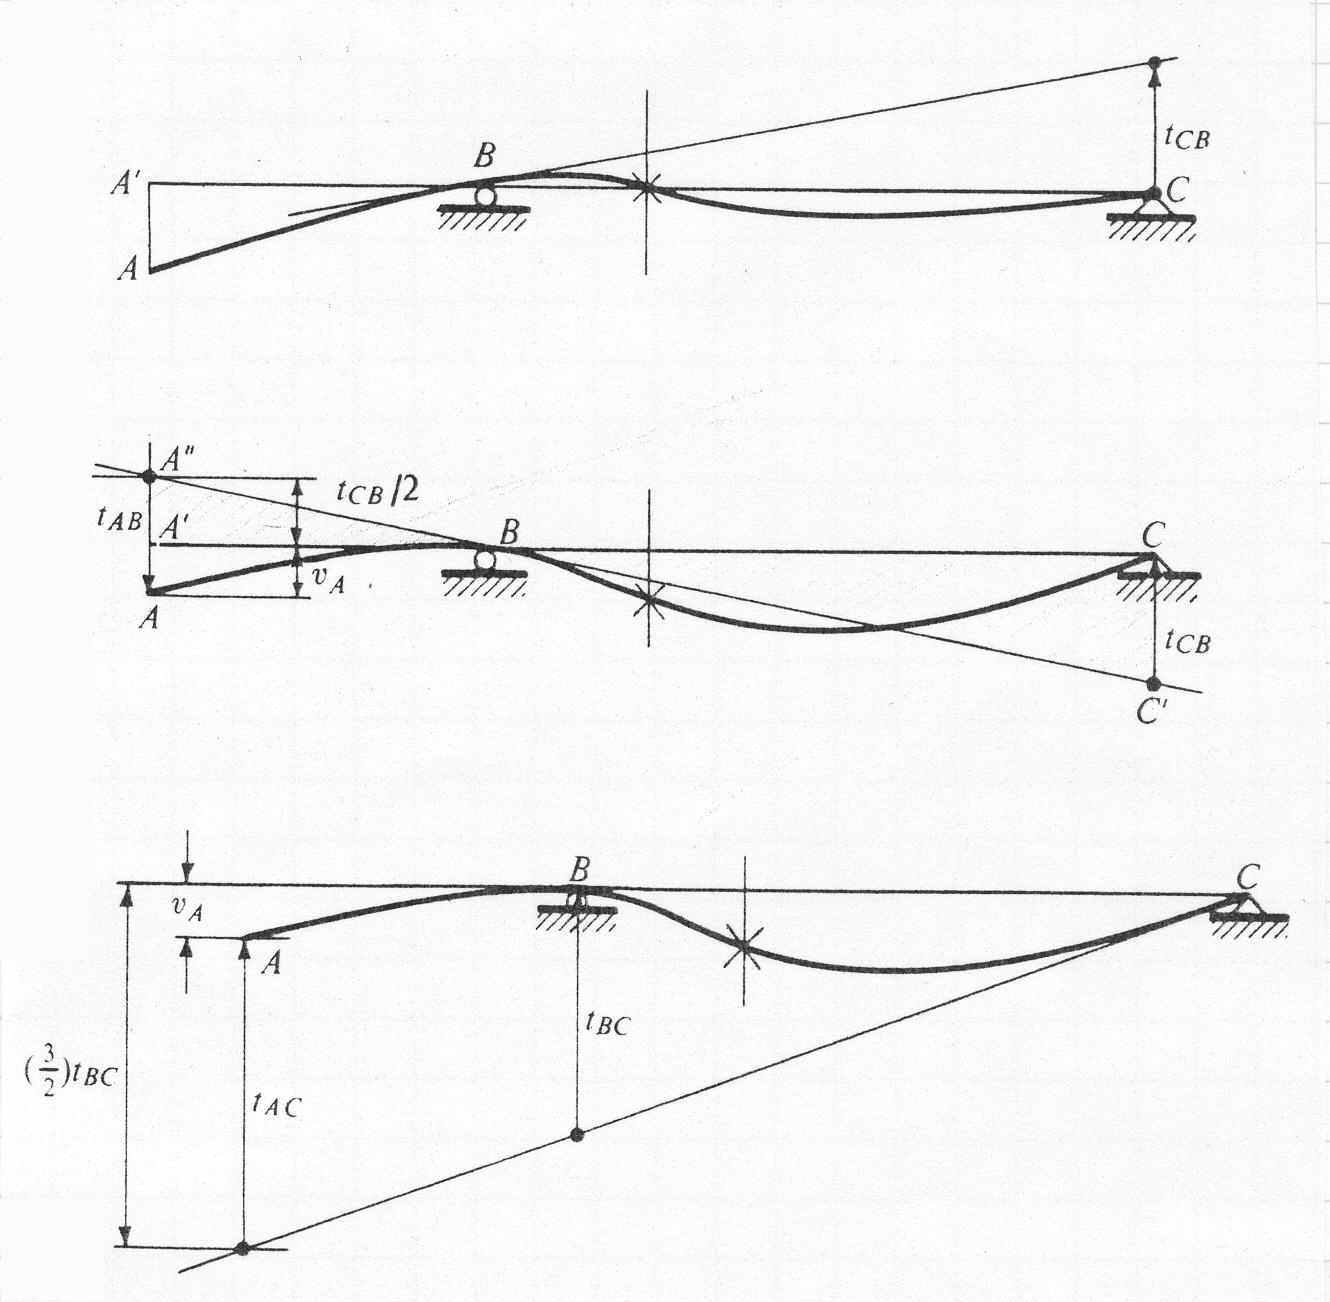 B
t_CB
A'
C
A
A"
t_CB/2
t_AB
A'
B
C
v_A
A
t_CB
C'
B
C
v_A
A
t_BC
(3/2)t_BC
t_AC